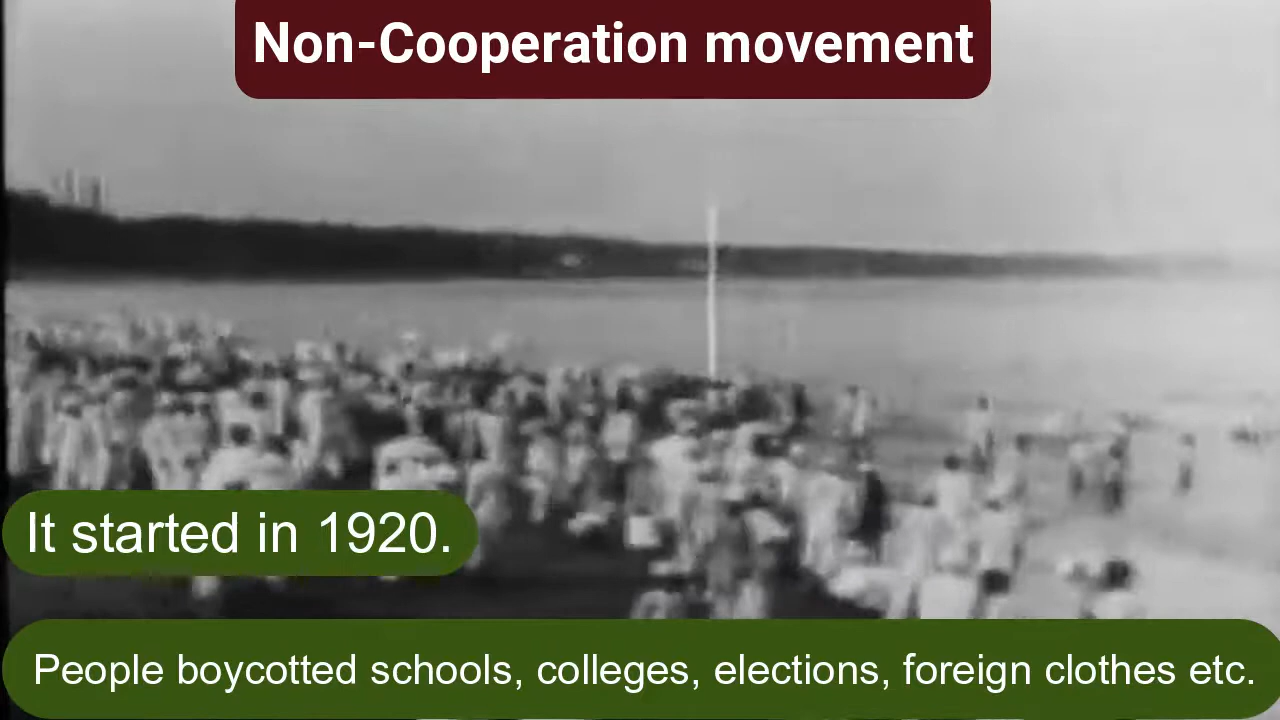 Non-Cooperation movement
It started in 1920.
People boycotted schools, colleges, elections, foreign clothes etc.